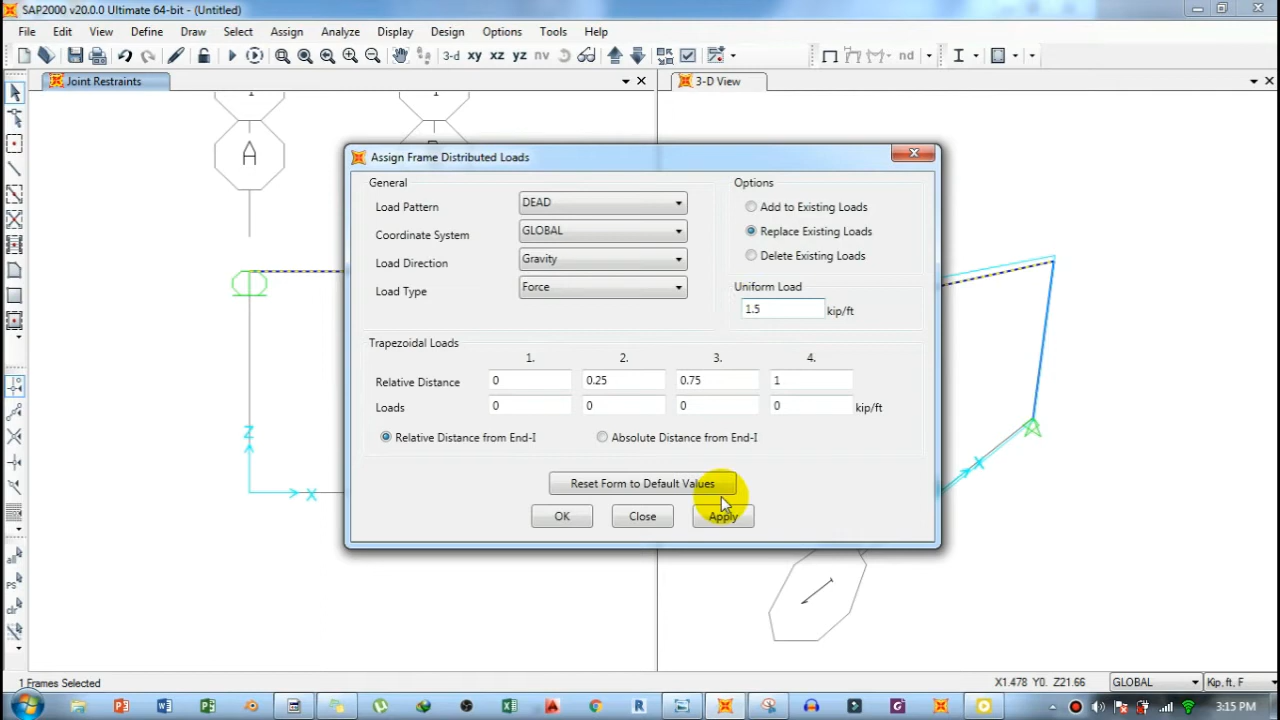 SAP2000 v20.0.0 Ultimate 64-bit - (Untitled)
File Edit View Define Draw Select Assign Analyze Display Design Options Tools Help
3-d xy xz yz nv nd
Joint Restraints
3-D View
A
Assign Frame Distributed Loads
General
Load Pattern DEAD
Coordinate System GLOBAL
Load Direction Gravity
Load Type Force
Options
Add to Existing Loads
Replace Existing Loads
Delete Existing Loads
Uniform Load
1.5 kip/ft
Trapezoidal Loads
1. 2. 3. 4.
Relative Distance 0 0.25 0.75 1
Loads 0 0 0 0 kip/ft
Relative Distance from End-I Absolute Distance from End-I
Reset Form to Default Values
OK Close Apply
Z
X
X
all
PS
clr
1 Frames Selected
X1.478 Y0. Z21.66
GLOBAL
Kip, ft, F
3:15 PM